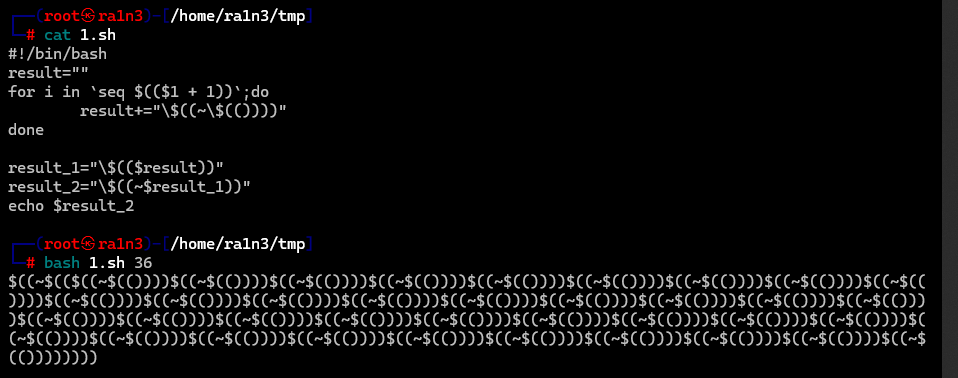 ┌──(root㉿ra1n3)-[/home/ra1n3/tmp]
└─# cat 1.sh
#!/bin/bash
result=""
for i in `seq $(($1 + 1))`;do
        result+="\$((~\$(())))"
done

result_1="\$(($result))"
result_2="\$((~$result_1))"
echo $result_2

┌──(root㉿ra1n3)-[/home/ra1n3/tmp]
└─# bash 1.sh 36
$((~$(($((~$(())))$((~$(())))$((~$(())))$((~$(())))$((~$(())))$((~$(())))$((~$(())))$((~$(())))$((~$((
))))$((~$(())))$((~$(())))$((~$(())))$((~$(())))$((~$(())))$((~$(())))$((~$(())))$((~$(())))$((~$(()))
)$((~$(())))$((~$(())))$((~$(())))$((~$(())))$((~$(())))$((~$(())))$((~$(())))$((~$(())))$((~$(())))$(
(~$(())))$((~$(())))$((~$(())))$((~$(())))$((~$(())))$((~$(())))$((~$(())))$((~$(())))$((~$(())))$((~$
(())))))))